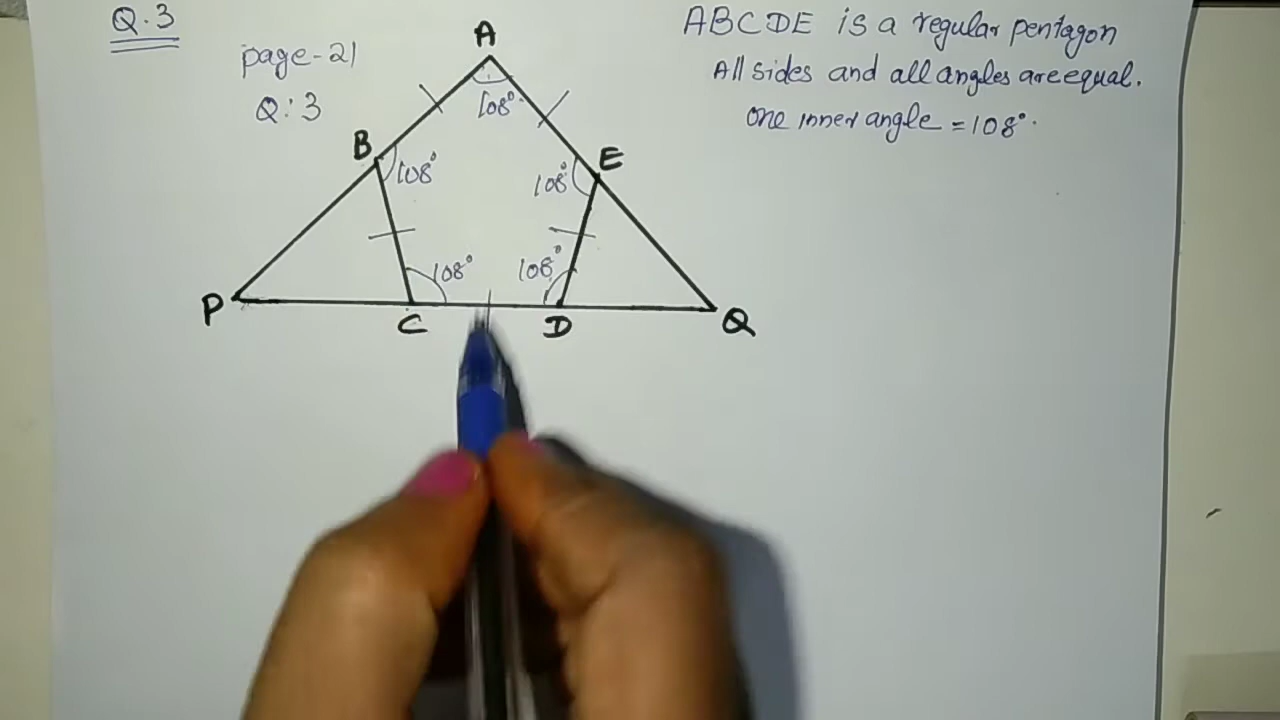 Q.3
page-21
Q:3
ABCDE is a regular pentagon
All sides and all angles are equal.
one inner angle = 108°.
A
108°
B
108°
E
108°
108°
108°
P
C
D
Q